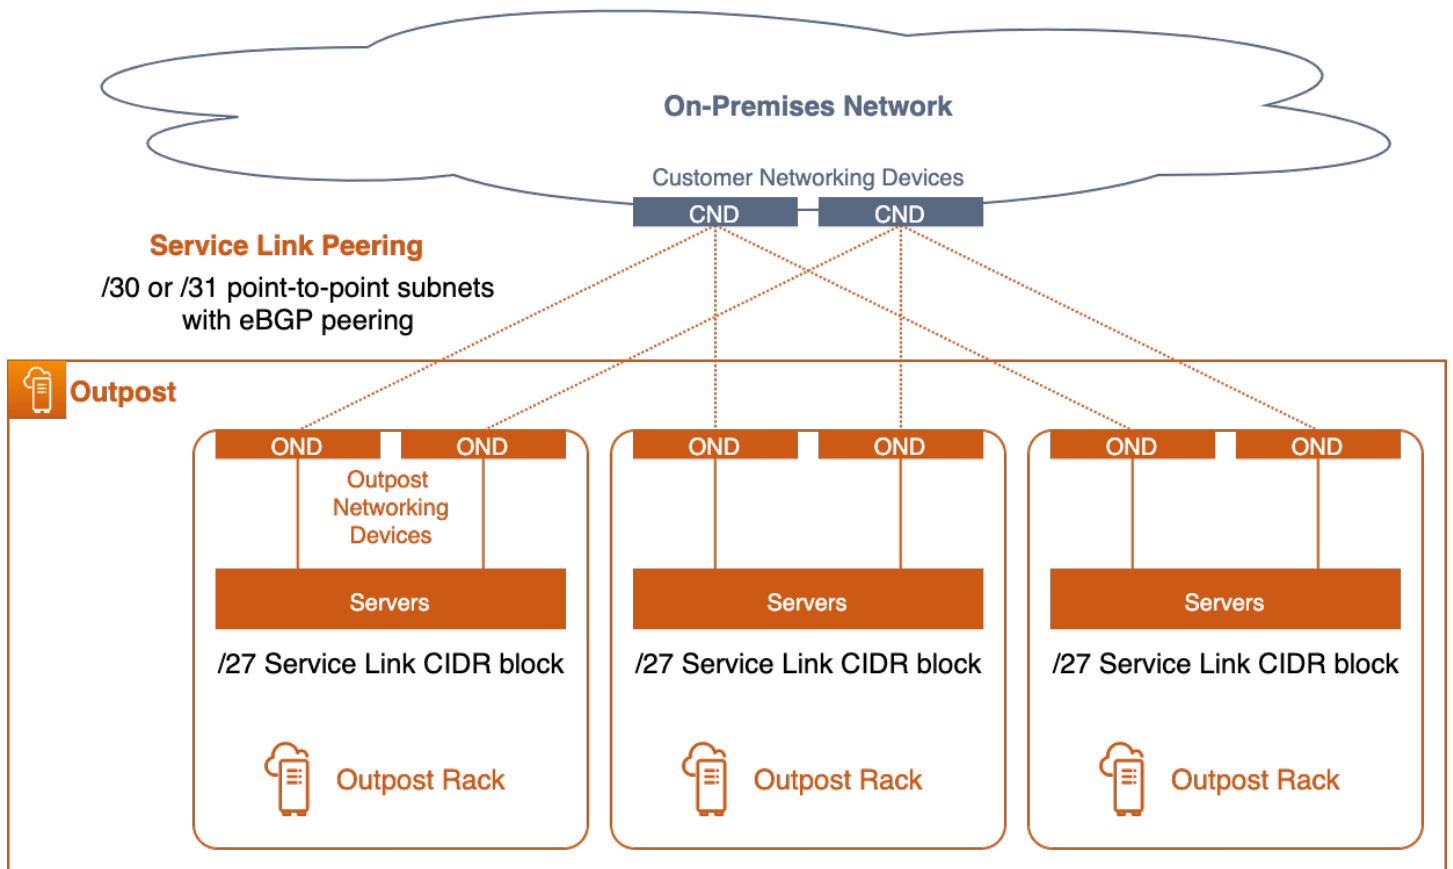 On-Premises Network
Customer Networking Devices
CND
CND
Service Link Peering
/30 or /31 point-to-point subnets
with eBGP peering
Outpost
OND
OND
OND
OND
OND
OND
Outpost
Networking
Devices
Servers
Servers
Servers
/27 Service Link CIDR block
/27 Service Link CIDR block
/27 Service Link CIDR block
Outpost Rack
Outpost Rack
Outpost Rack